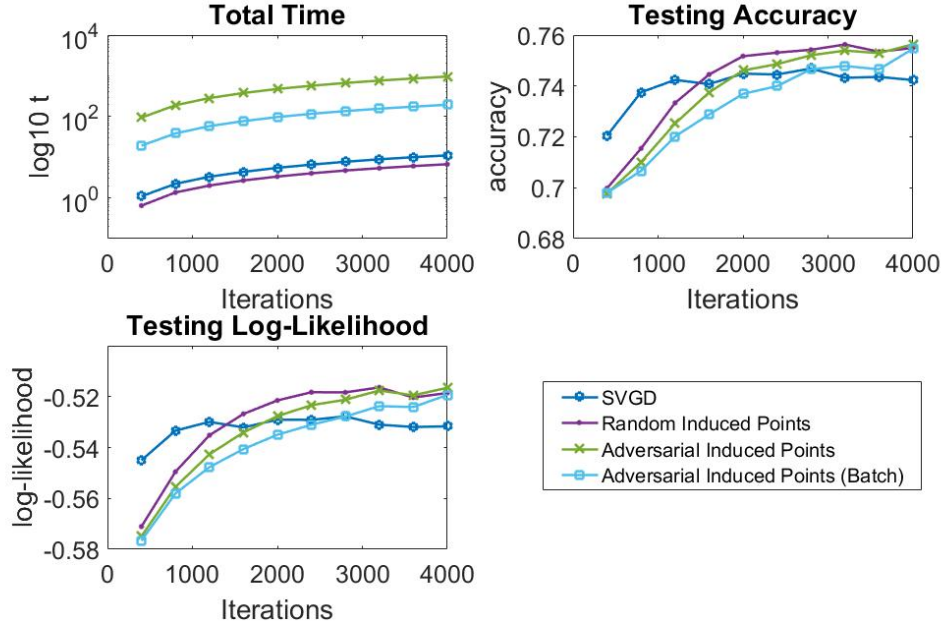 Total Time
10^4
10^2
10^0
log10 t
0 1000 2000 3000 4000
Iterations
Testing Accuracy
0.76
0.74
0.72
0.7
0.68
accuracy
0 1000 2000 3000 4000
Iterations
Testing Log-Likelihood
-0.52
-0.54
-0.56
-0.58
log-likelihood
0 1000 2000 3000 4000
Iterations
SVGD
Random Induced Points
Adversarial Induced Points
Adversarial Induced Points (Batch)